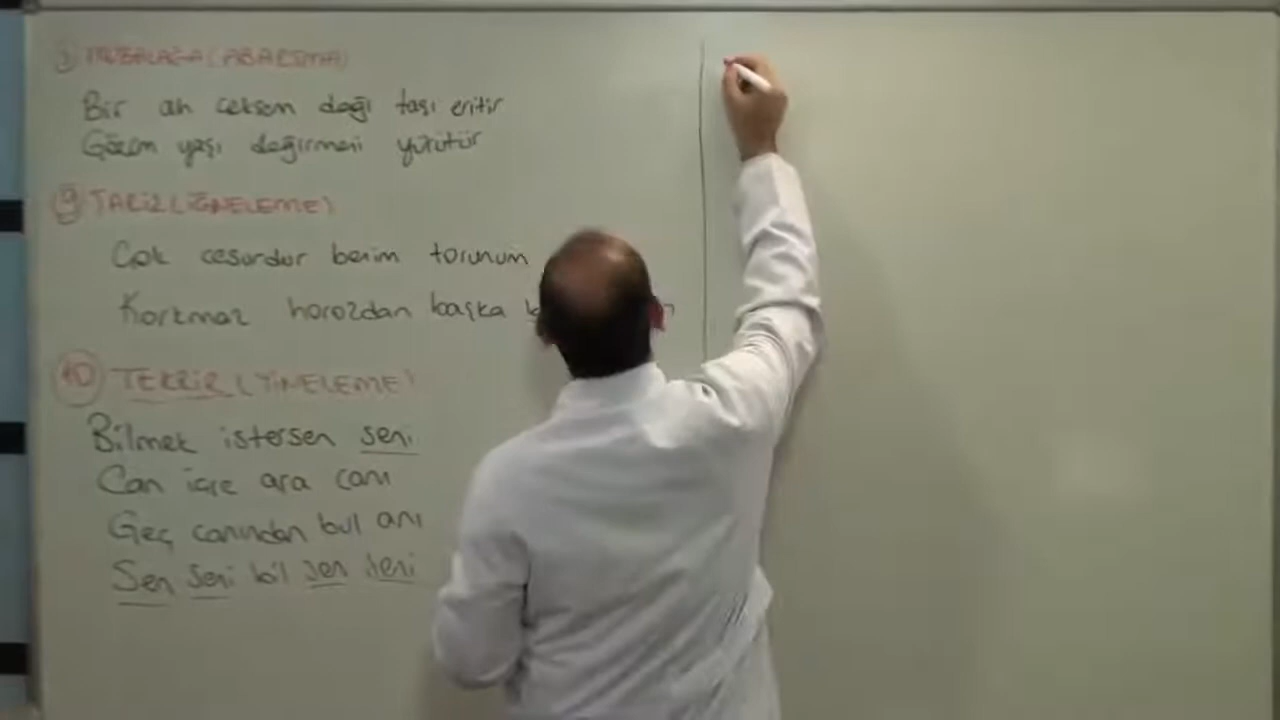 MÜBALAĞA (ABARTMA)
Bir ah çeksem dağı taşı eritir
Gözüm yaşı değirmeni yürütür
9 TARİZ (İĞNELEME)
Çok cesurdur benim torunum
Korkmaz horozdan başka
10 TEKRİR (YİNELEME)
Bilmek istersen seni
Can içre ara canı
Geç canından bul anı
Sen seni bil sen seni